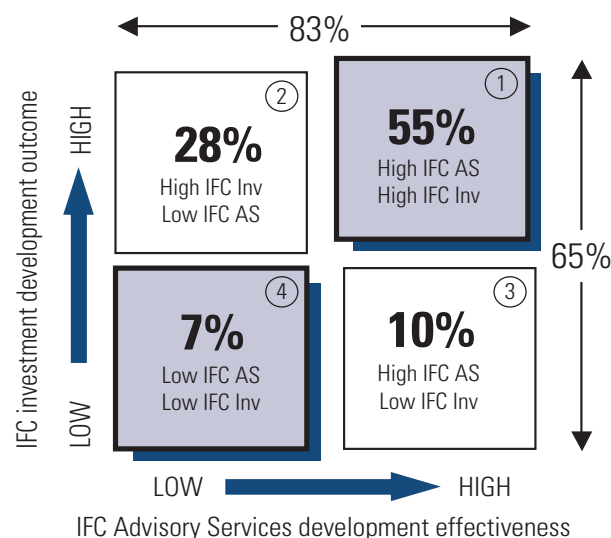 83%
IFC investment development outcome
HIGH
LOW
2
28%
High IFC Inv
Low IFC AS
1
55%
High IFC AS
High IFC Inv
65%
4
7%
Low IFC AS
Low IFC Inv
3
10%
High IFC AS
Low IFC Inv
LOW
HIGH
IFC Advisory Services development effectiveness